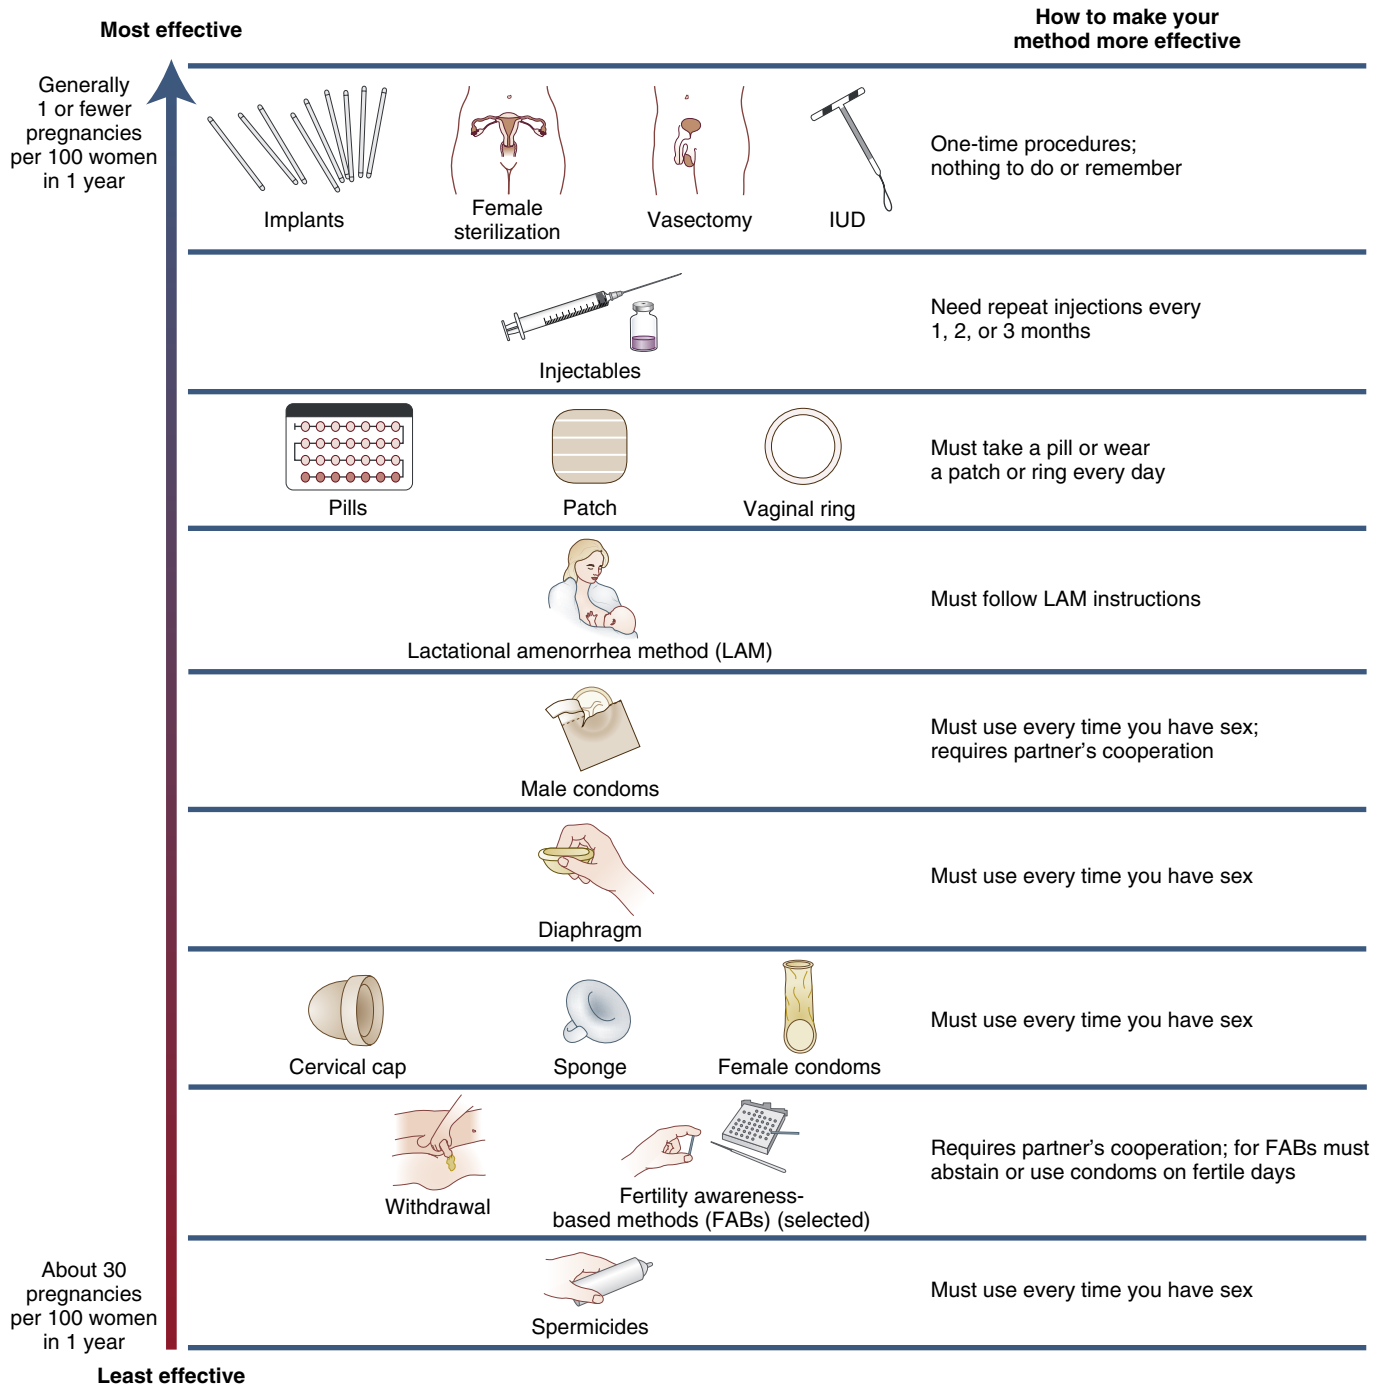 Most effective
How to make your
method more effective
Generally
1 or fewer
pregnancies
per 100 women
in 1 year
Implants
Female
sterilization
Vasectomy
IUD
One-time procedures;
nothing to do or remember
Injectables
Need repeat injections every
1, 2, or 3 months
Pills
Patch
Vaginal ring
Must take a pill or wear
a patch or ring every day
Lactational amenorrhea method (LAM)
Must follow LAM instructions
Male condoms
Must use every time you have sex;
requires partner’s cooperation
Diaphragm
Must use every time you have sex
Cervical cap
Sponge
Female condoms
Must use every time you have sex
Withdrawal
Fertility awareness-
based methods (FABs) (selected)
Requires partner’s cooperation; for FABs must
abstain or use condoms on fertile days
About 30
pregnancies
per 100 women
in 1 year
Spermicides
Must use every time you have sex
Least effective